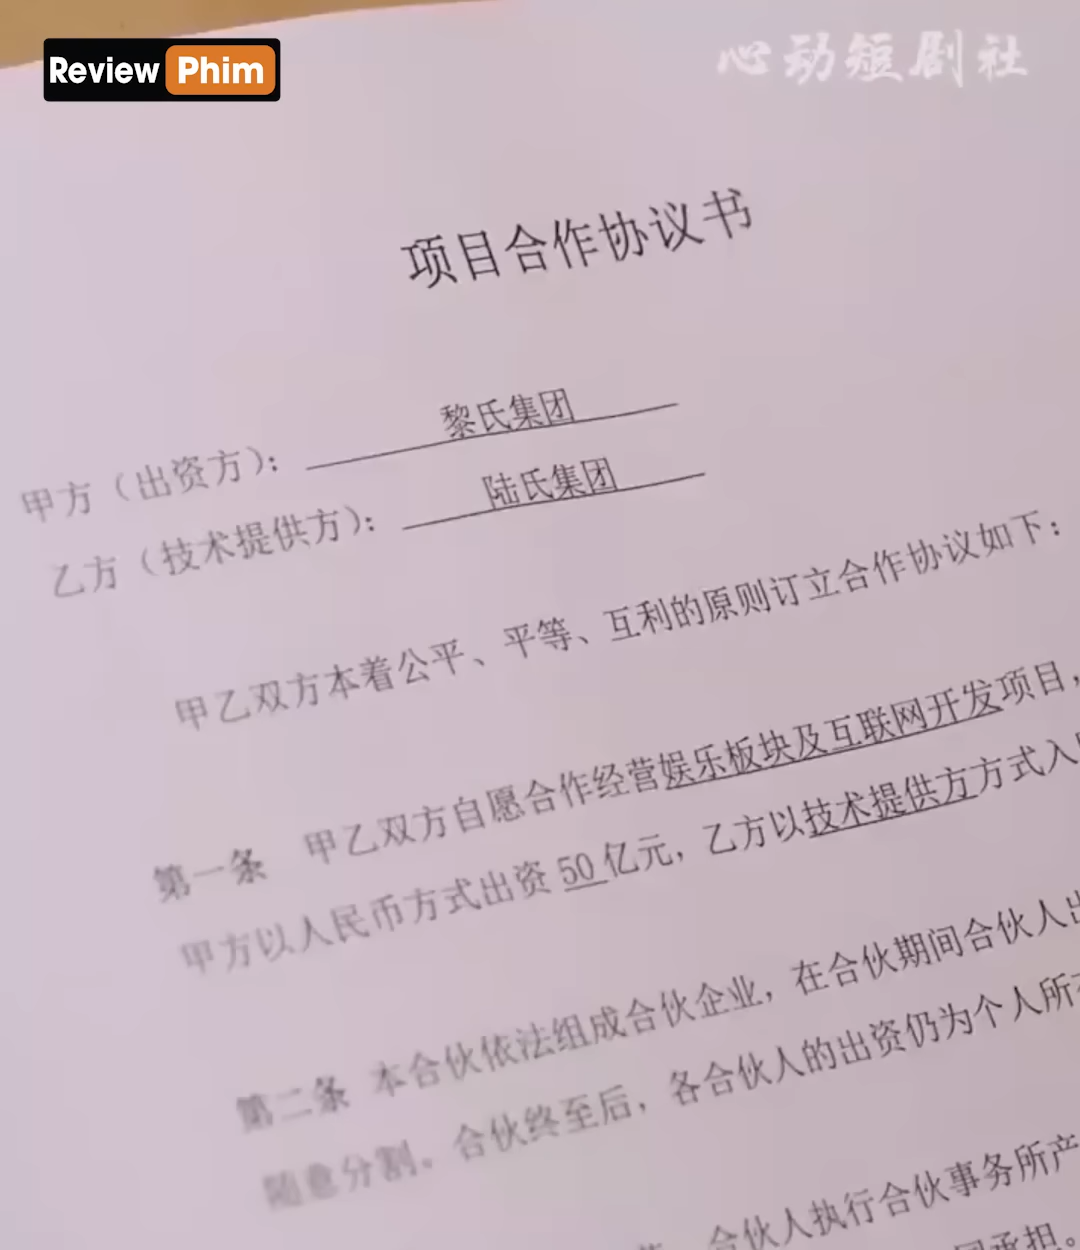 Review Phim
心动短剧社
项目合作协议书
甲方（出资方）： 黎氏集团
乙方（技术提供方）： 陆氏集团
甲乙双方本着公平、平等、互利的原则订立合作协议如下：
第一条 甲乙双方自愿合作经营娱乐板块及互联网开发项目，
甲方以人民币方式出资 50 亿元，乙方以技术提供方方式入
第二条 本合伙依法组成合伙企业，在合伙期间合伙人出
随意分割。合伙终至后，各合伙人的出资仍为个人所
合伙人执行合伙事务所产
承担。